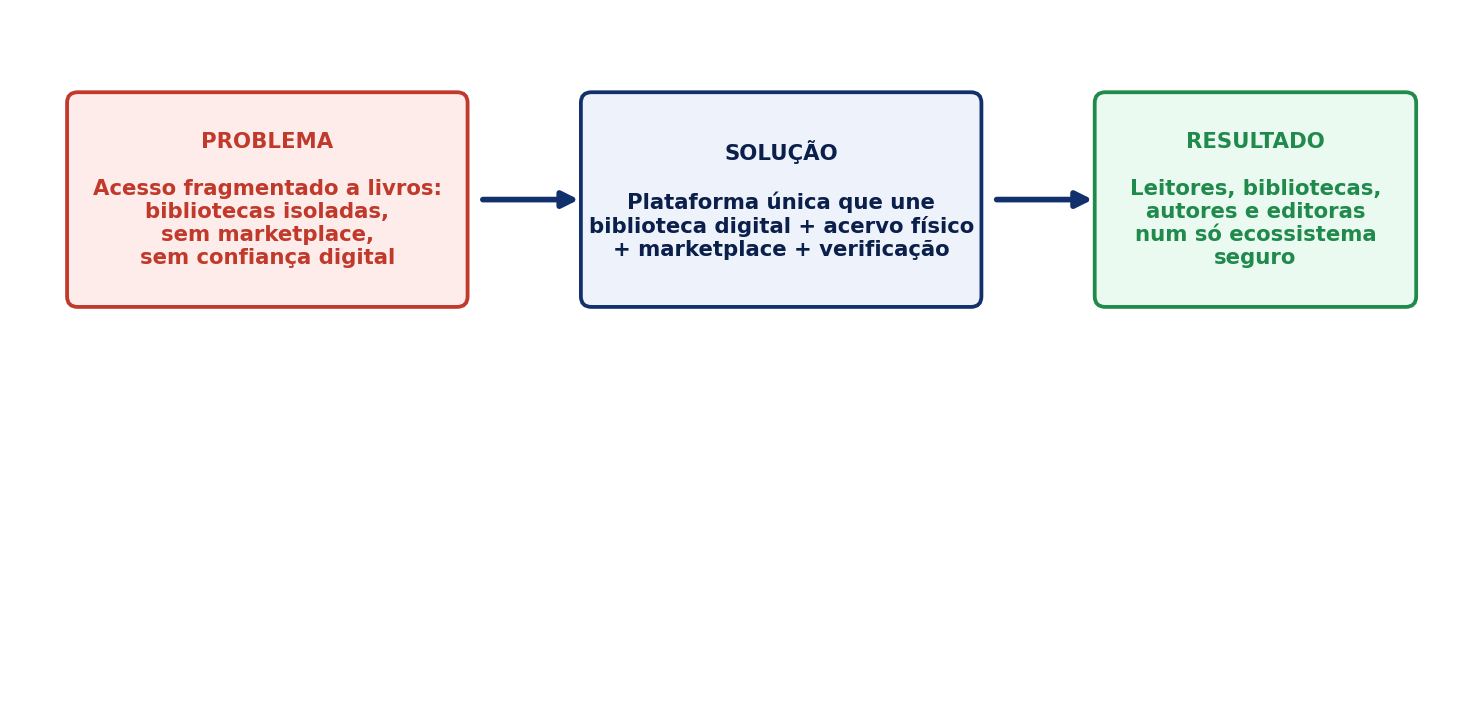 PROBLEMA
Acesso fragmentado a livros:
bibliotecas isoladas,
sem marketplace,
sem confiança digital
SOLUÇÃO
Plataforma única que une
biblioteca digital + acervo físico
+ marketplace + verificação
RESULTADO
Leitores, bibliotecas,
autores e editoras
num só ecossistema
seguro